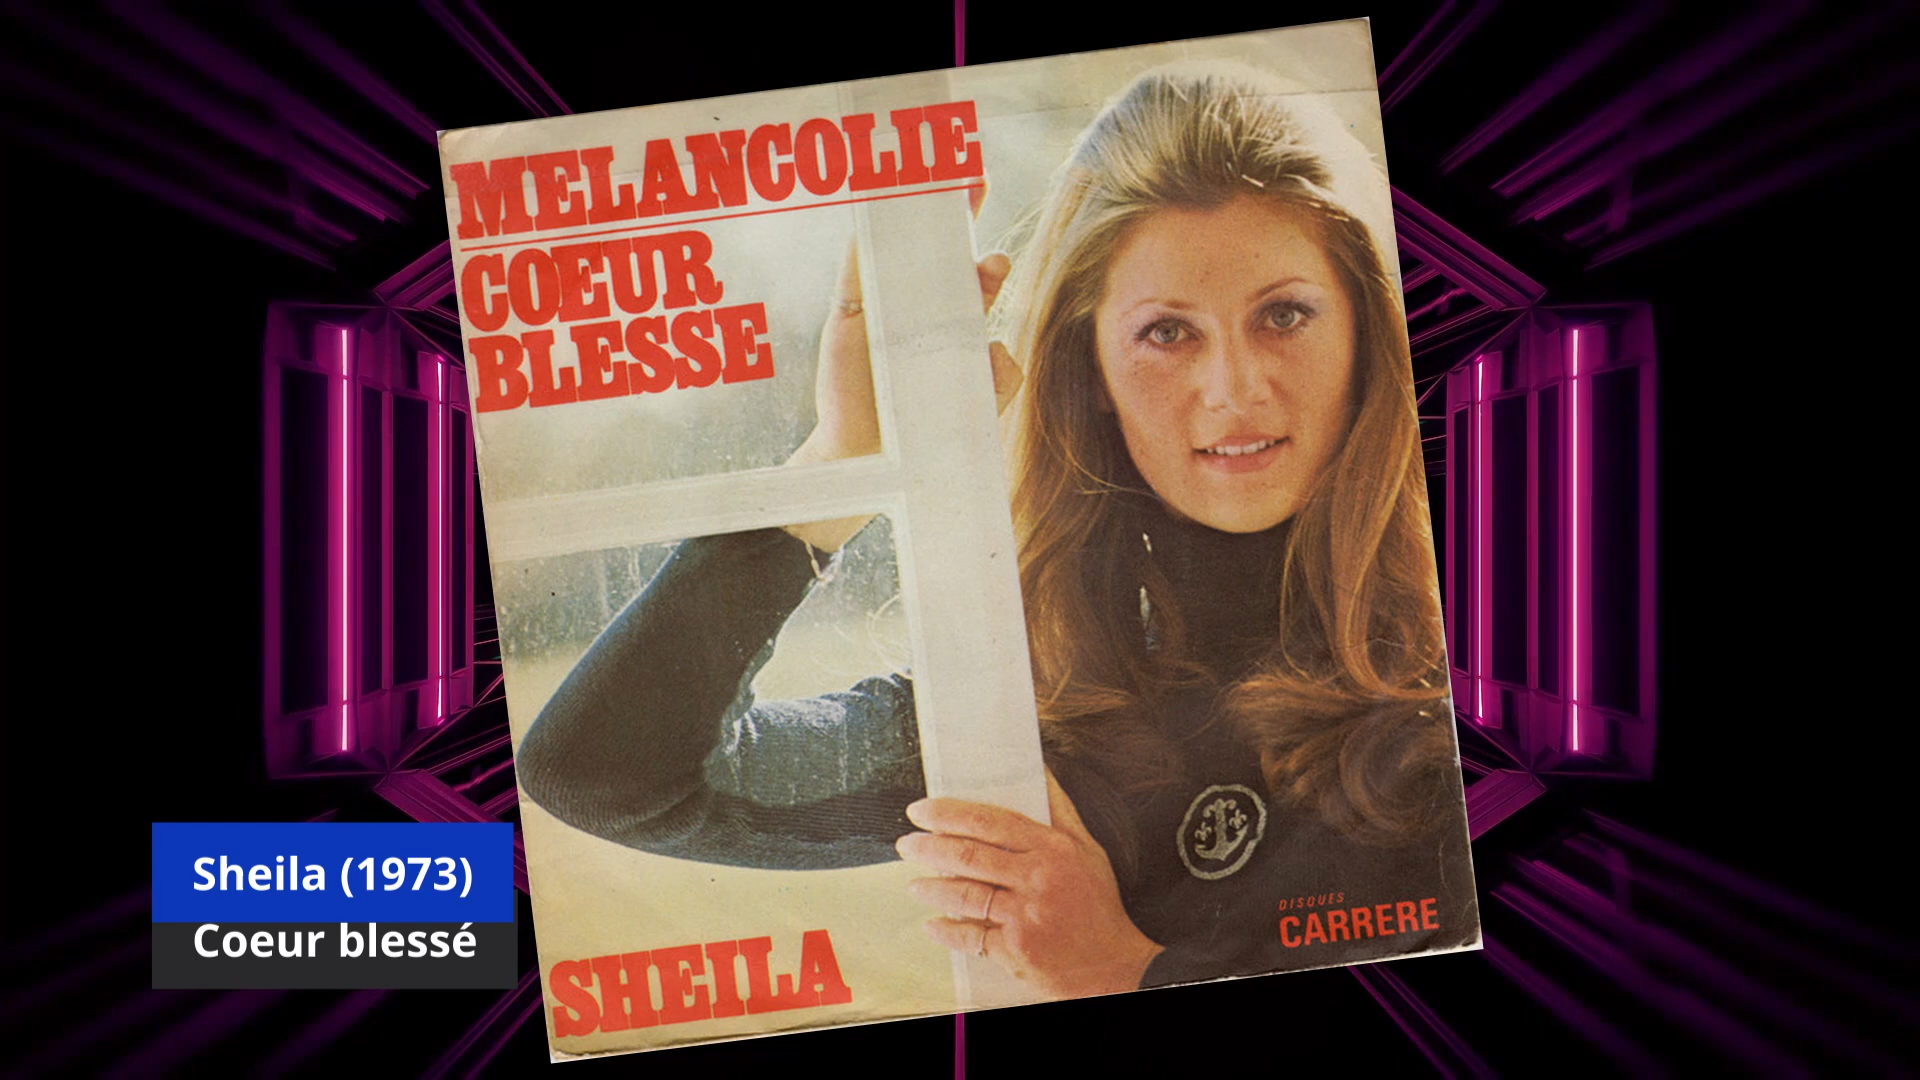 MELANCOLIE
COEUR
BLESSE
SHEILA
DISQUES
CARRERE
Sheila (1973)
Coeur blessé